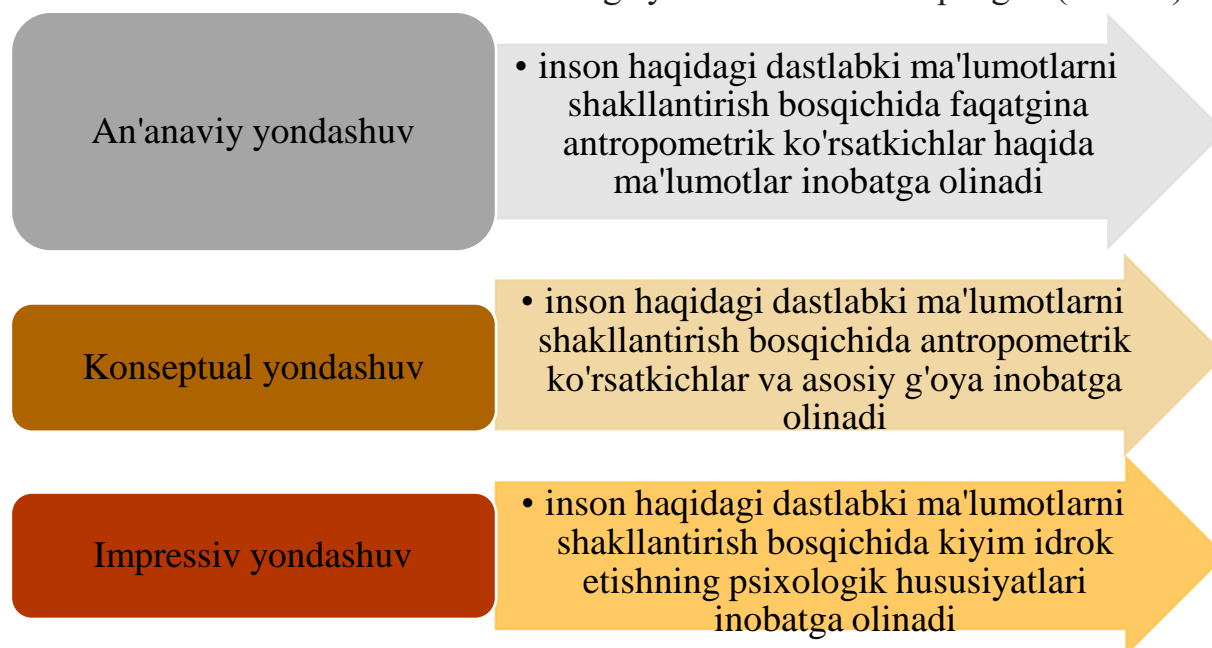 An'anaviy yondashuv
• inson haqidagi dastlabki ma'lumotlarni
shakllantirish bosqichida faqatgina
antropometrik ko'rsatkichlar haqida
ma'lumotlar inobatga olinadi
Konseptual yondashuv
• inson haqidagi dastlabki ma'lumotlarni
shakllantirish bosqichida antropometrik
ko'rsatkichlar va asosiy g'oya inobatga
olinadi
Impressiv yondashuv
• inson haqidagi dastlabki ma'lumotlarni
shakllantirish bosqichida kiyim idrok
etishning psixologik hususiyatlari
inobatga olinadi